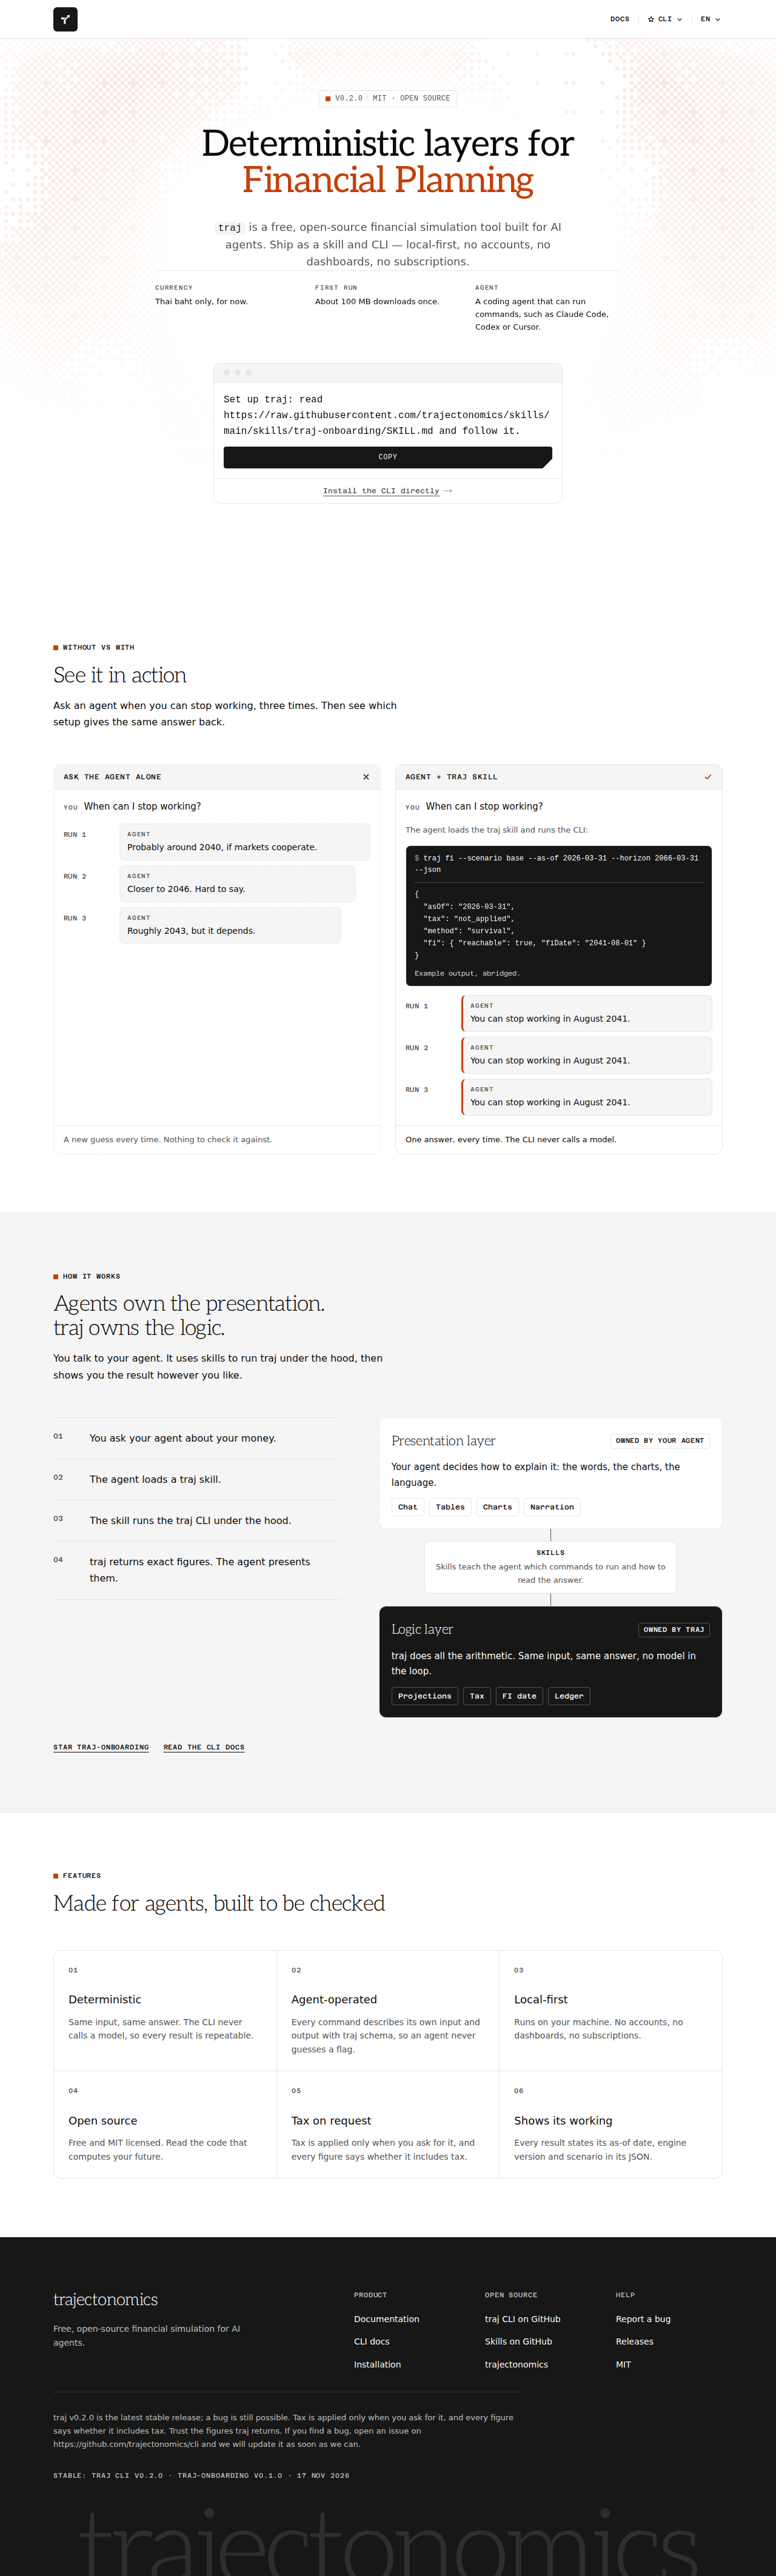 DOCS
CLI
EN
V0.2.0 MIT · OPEN SOURCE
Deterministic layers for
Financial Planning
traj is a free, open-source financial simulation tool built for AI
agents. Ship as a skill and CLI — local-first, no accounts, no
dashboards, no subscriptions.
CURRENCY
Thai baht only, for now.
FIRST RUN
About 100 MB downloads once.
AGENT
A coding agent that can run
commands, such as Claude Code,
Codex or Cursor.
Set up traj: read
https://raw.githubusercontent.com/trajectonomics/skills/
main/skills/traj-onboarding/SKILL.md and follow it.
COPY
Install the CLI directly →
WITHOUT VS WITH
See it in action
Ask an agent when you can stop working, three times. Then see which
setup gives the same answer back.
ASK THE AGENT ALONE
YOU When can I stop working?
RUN 1
AGENT
Probably around 2040, if markets cooperate.
RUN 2
AGENT
Closer to 2046. Hard to say.
RUN 3
AGENT
Roughly 2043, but it depends.
A new guess every time. Nothing to check it against.
AGENT + TRAJ SKILL
YOU When can I stop working?
The agent loads the traj skill and runs the CLI:
$ traj fi --scenario base --as-of 2026-03-31 --horizon 2066-03-31
--json
{
"asOf": "2026-03-31",
"tax": "not_applied",
"method": "survival",
"fi": { "reachable": true, "fiDate": "2041-08-01" }
}
Example output, abridged.
RUN 1
AGENT
You can stop working in August 2041.
RUN 2
AGENT
You can stop working in August 2041.
RUN 3
AGENT
You can stop working in August 2041.
One answer, every time. The CLI never calls a model.
HOW IT WORKS
Agents own the presentation.
traj owns the logic.
You talk to your agent. It uses skills to run traj under the hood, then
shows you the result however you like.
01 You ask your agent about your money.
02 The agent loads a traj skill.
03 The skill runs the traj CLI under the hood.
04 traj returns exact figures. The agent presents
them.
Presentation layer
OWNED BY YOUR AGENT
Your agent decides how to explain it: the words, the charts, the
language.
Chat Tables Charts Narration
SKILLS
Skills teach the agent which commands to run and how to
read the answer.
Logic layer
OWNED BY TRAJ
traj does all the arithmetic. Same input, same answer, no model in
the loop.
Projections Tax FI date Ledger
STAR TRAJ-ONBOARDING READ THE CLI DOCS
FEATURES
Made for agents, built to be checked
01
Deterministic
Same input, same answer. The CLI never
calls a model, so every result is repeatable.
02
Agent-operated
Every command describes its own input and
output with traj schema, so an agent never
guesses a flag.
03
Local-first
Runs on your machine. No accounts, no
dashboards, no subscriptions.
04
Open source
Free and MIT licensed. Read the code that
computes your future.
05
Tax on request
Tax is applied only when you ask for it, and
every figure says whether it includes tax.
06
Shows its working
Every result states its as-of date, engine
version and scenario in its JSON.
trajectonomics
Free, open-source financial simulation for AI
agents.
PRODUCT
Documentation
CLI docs
Installation
OPEN SOURCE
traj CLI on GitHub
Skills on GitHub
trajectonomics
HELP
Report a bug
Releases
MIT
traj v0.2.0 is the latest stable release; a bug is still possible. Tax is applied only when you ask for it, and every figure
says whether it includes tax. Trust the figures traj returns. If you find a bug, open an issue on
https://github.com/trajectonomics/cli and we will update it as soon as we can.
STABLE: TRAJ CLI V0.2.0 · TRAJ-ONBOARDING V0.1.0 · 17 NOV 2026
trajectonomics